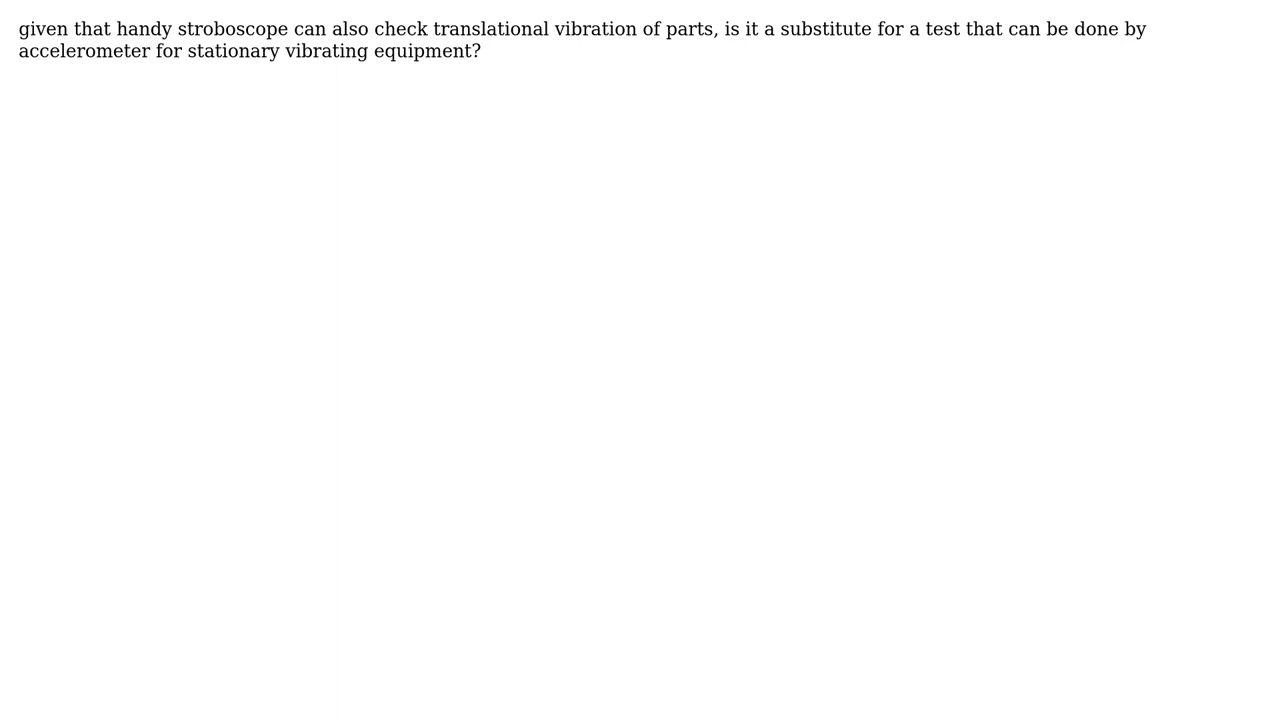 given that handy stroboscope can also check translational vibration of parts, is it a substitute for a test that can be done by
accelerometer for stationary vibrating equipment?